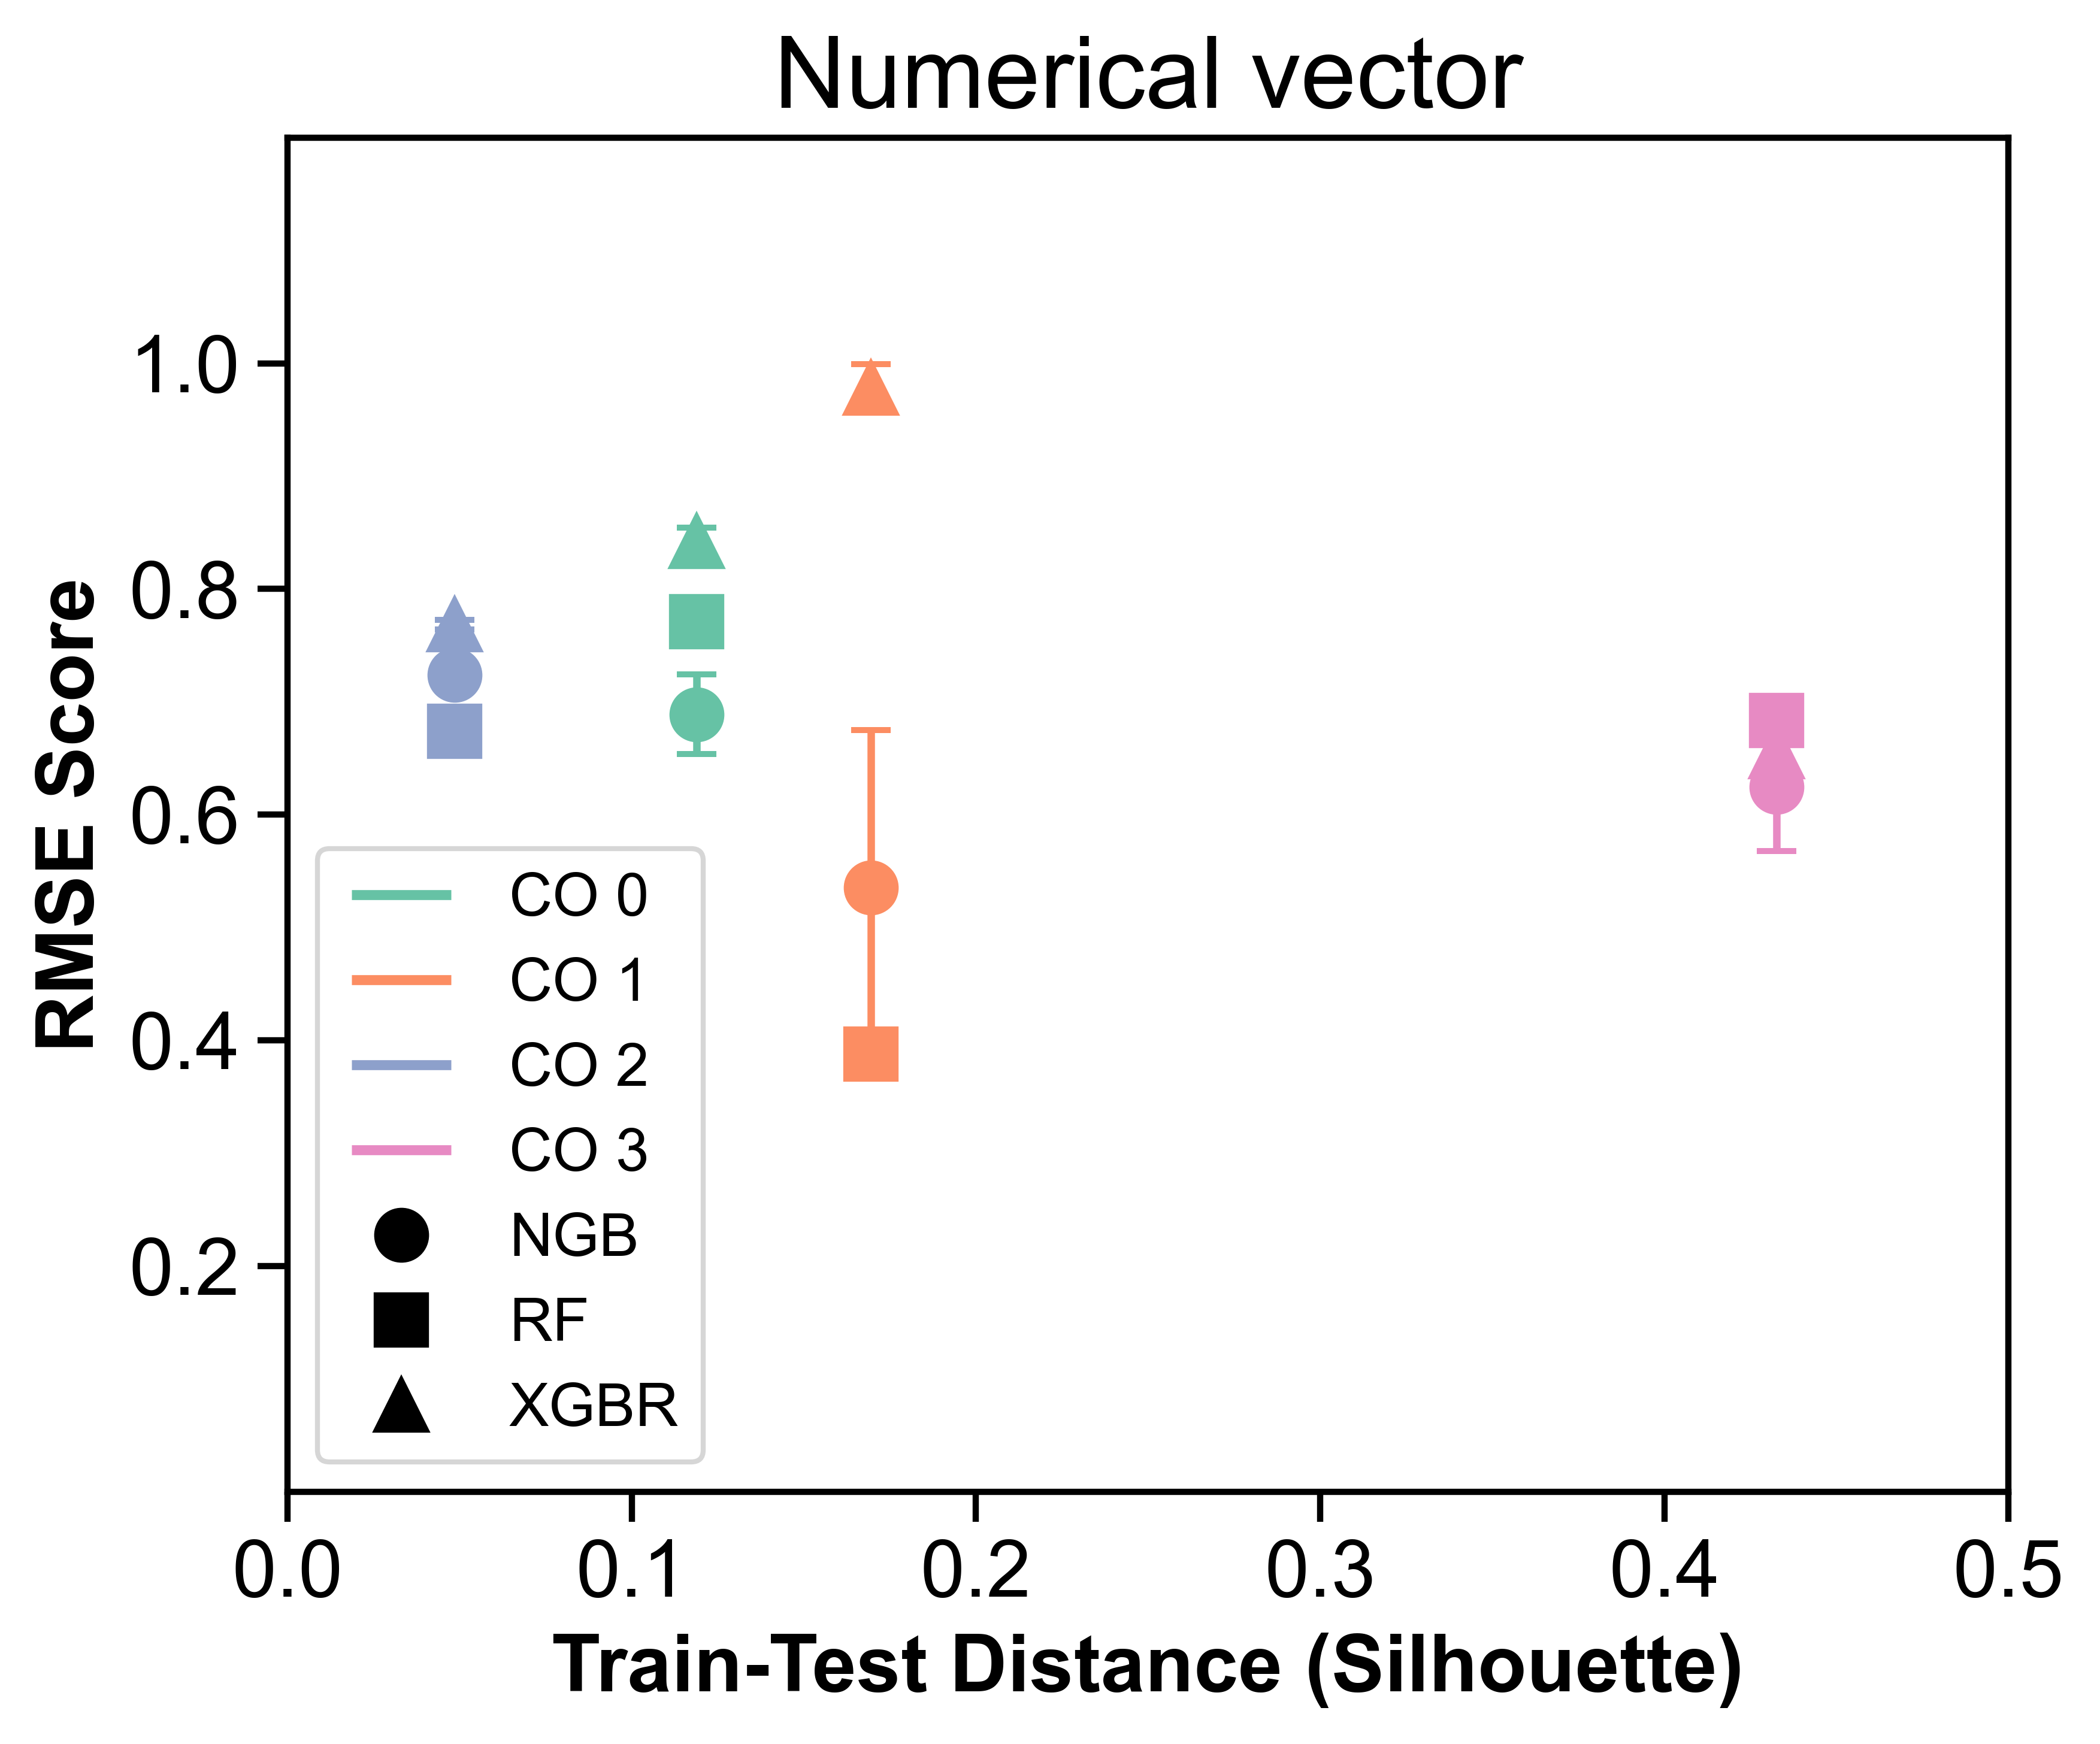 Numerical vector
RMSE Score
1.0
0.8
0.6
0.4
0.2
CO 0
CO 1
CO 2
CO 3
NGB
RF
XGBR
0.0 0.1 0.2 0.3 0.4 0.5
Train-Test Distance (Silhouette)